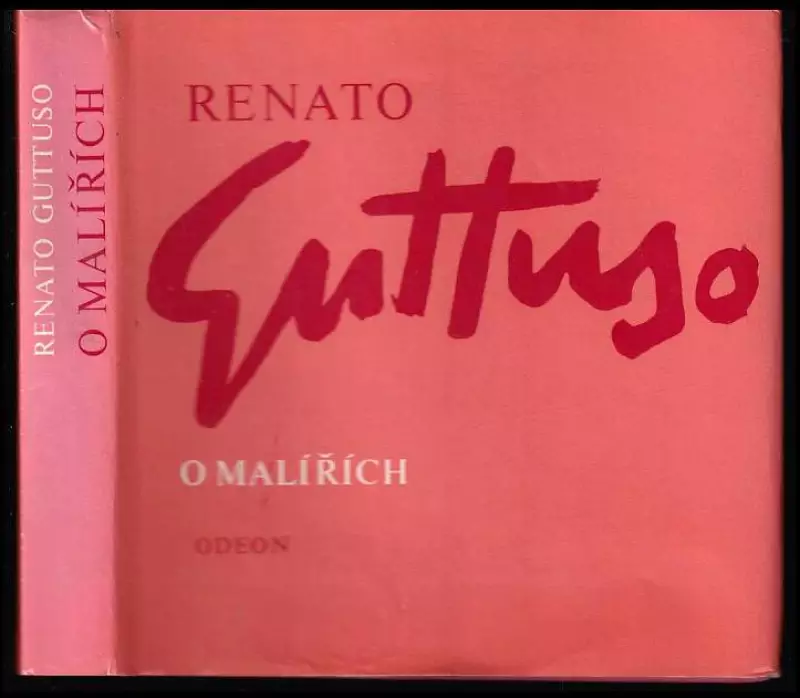 RENATO GUTTUSO
O MALÍŘÍCH
RENATO
Guttuso
O MALÍŘÍCH
ODEON